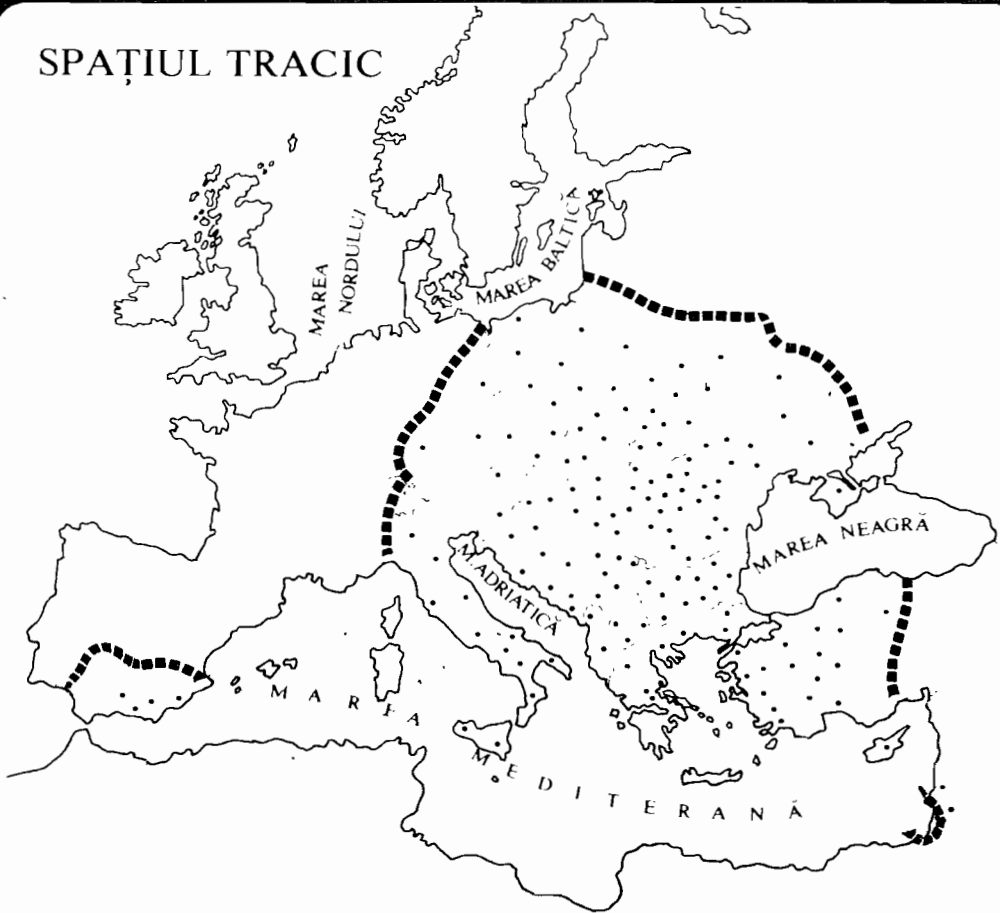 SPAȚIUL TRACIC
MAREA
NORDULUI
MAREA BALTICĂ
MAREA NEAGRĂ
M. ADRIATICĂ
MAREA
MEDITERANĂ